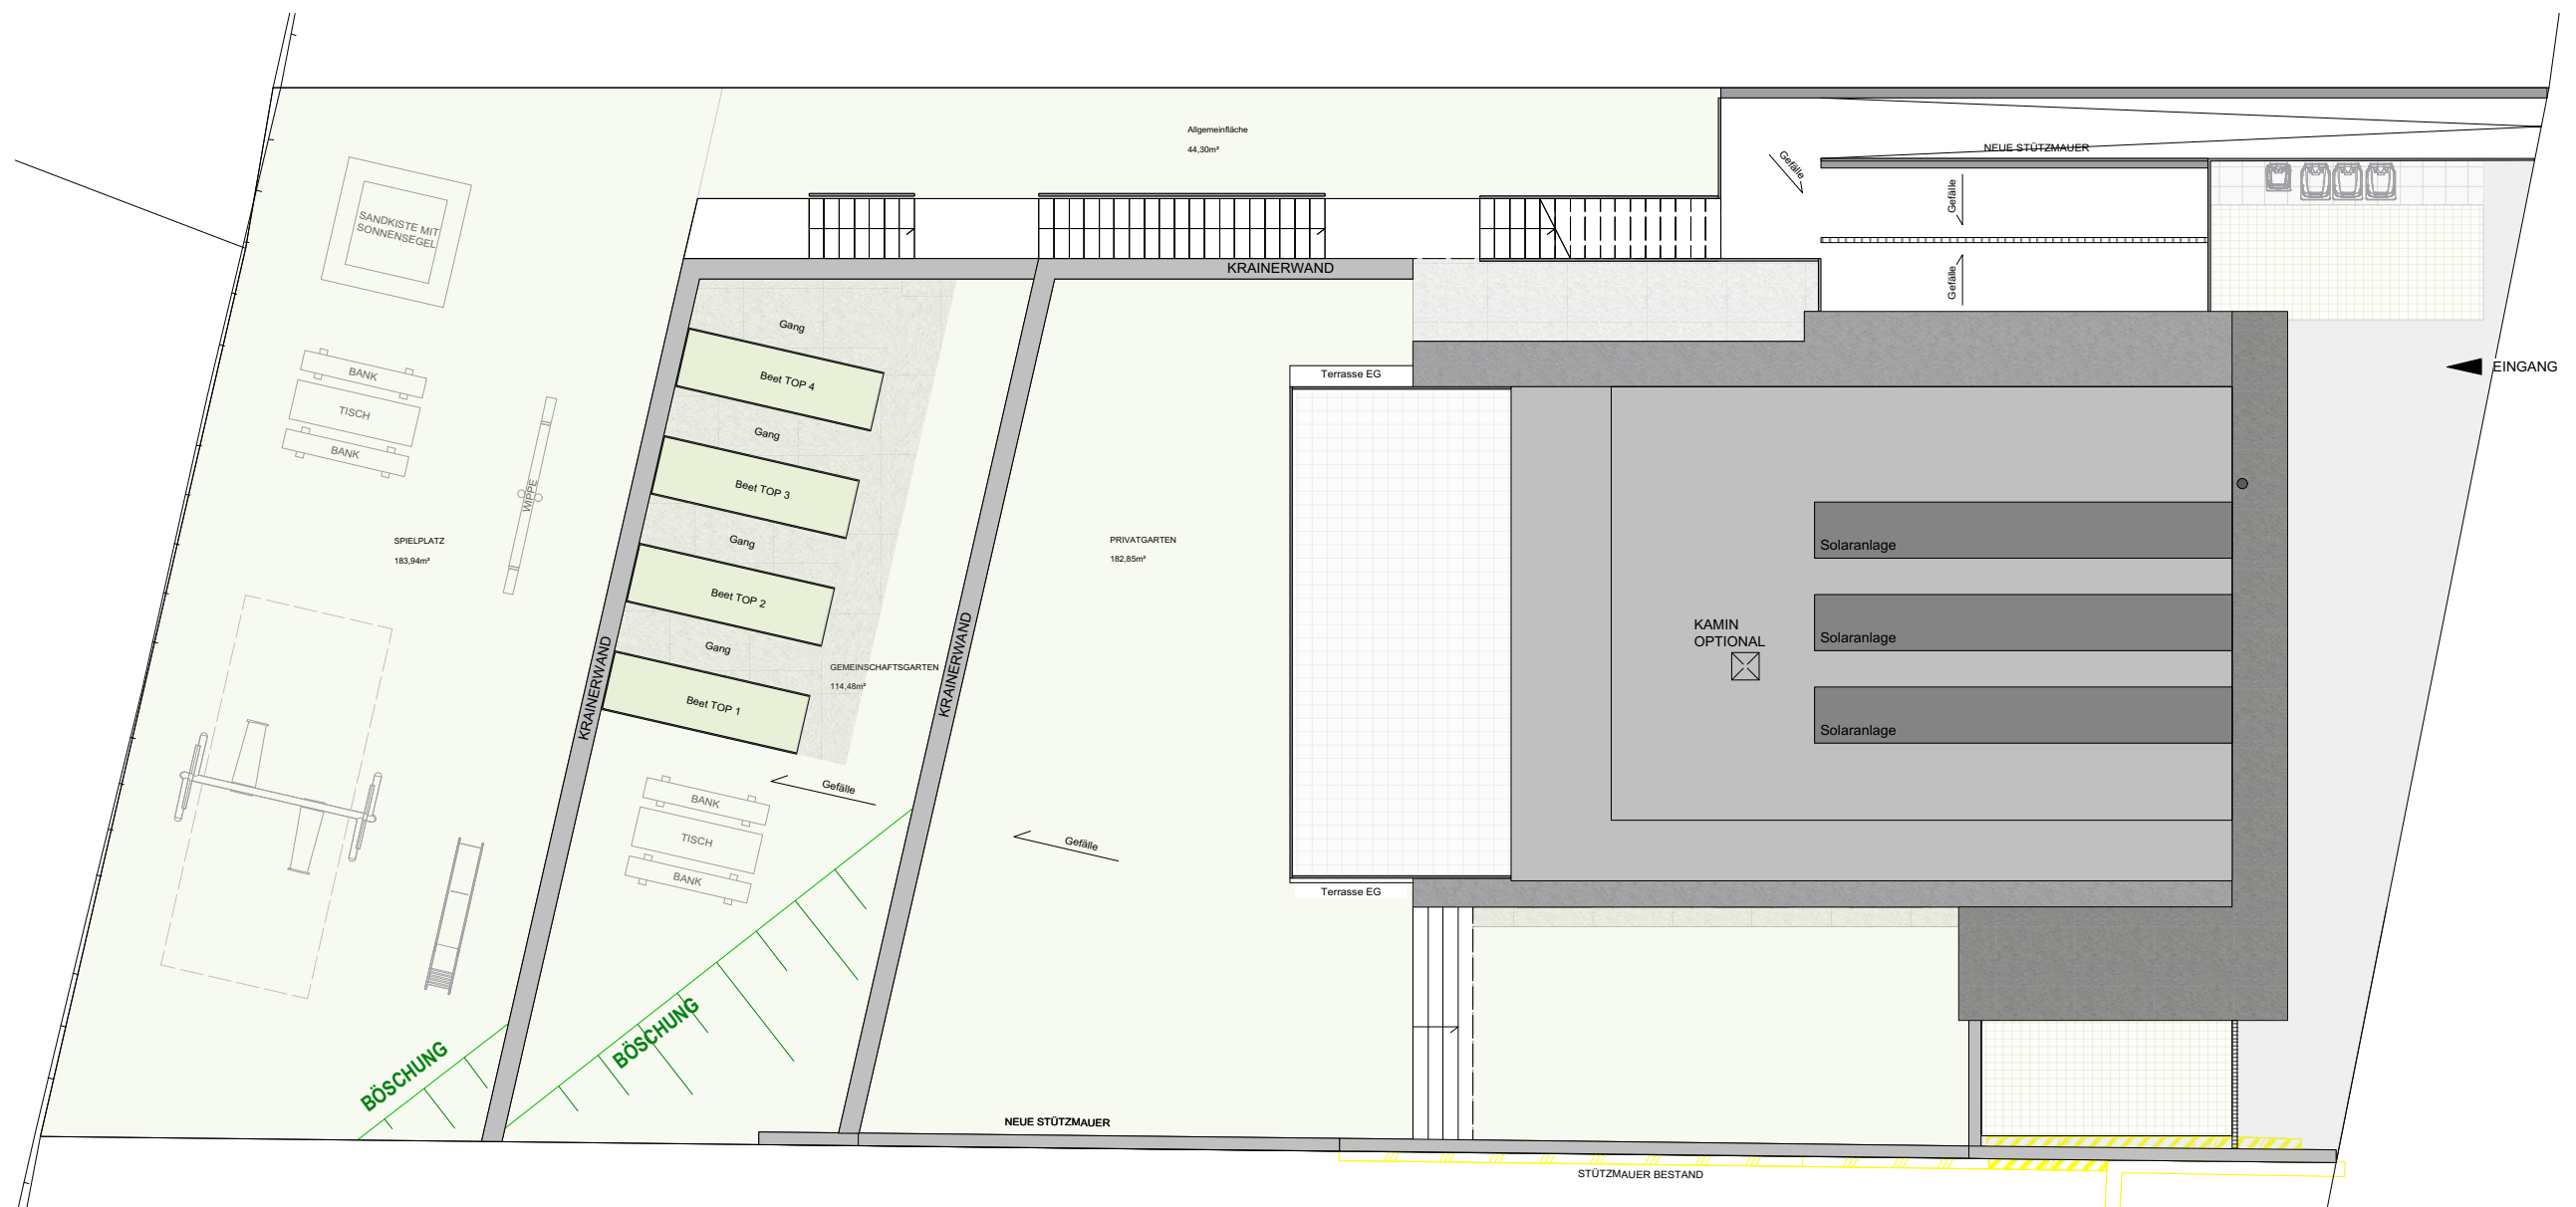 Allgemeinfläche
44,30m²
NEUE STÜTZMAUER
Gefälle
Gefälle
Gefälle
SANDKISTE MIT
SONNENSEGEL
KRAINERWAND
Gang
EINGANG
BANK
TISCH
BANK
Beet TOP 4
Terrasse EG
Gang
WIPPE
Beet TOP 3
SPIELPLATZ
183,94m²
Gang
PRIVATGARTEN
182,85m²
Solaranlage
Beet TOP 2
KAMIN
OPTIONAL
Solaranlage
Gang
KRAINERWAND
KRAINERWAND
GEMEINSCHAFTSGARTEN
114,48m²
Beet TOP 1
Solaranlage
Gefälle
BANK
TISCH
BANK
Gefälle
Terrasse EG
BÖSCHUNG
BÖSCHUNG
NEUE STÜTZMAUER
STÜTZMAUER BESTAND